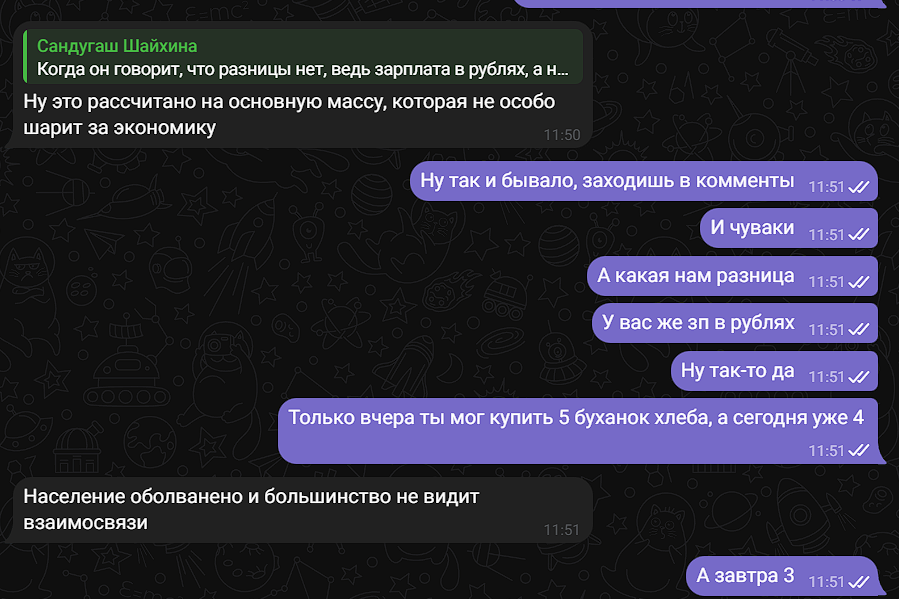 Сандугаш Шайхина
Когда он говорит, что разницы нет, ведь зарплата в рублях, а н...
Ну это рассчитано на основную массу, которая не особо
шарит за экономику
11:50
Ну так и бывало, заходишь в комменты 11:51
И чуваки 11:51
А какая нам разница 11:51
У вас же зп в рублях 11:51
Ну так-то да 11:51
Только вчера ты мог купить 5 буханок хлеба, а сегодня уже 4
11:51
Население оболванено и большинство не видит
взаимосвязи
11:51
А завтра 3 11:51